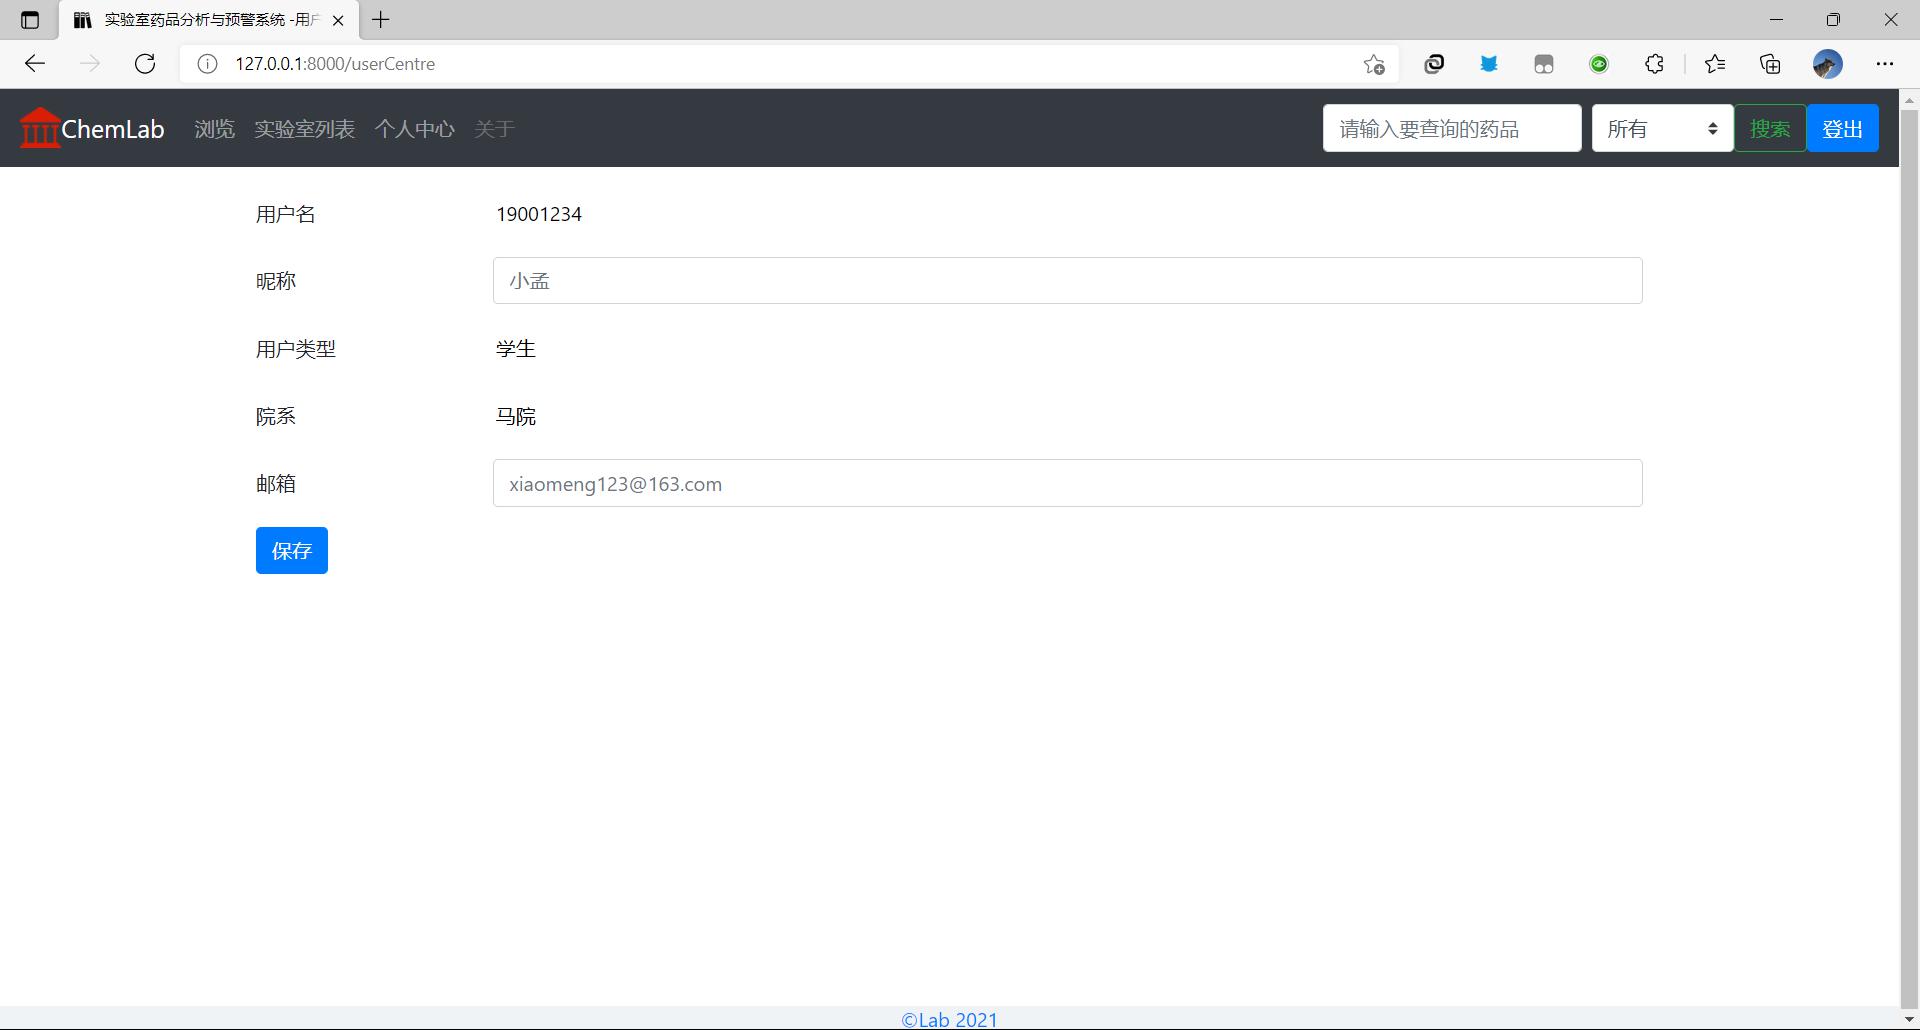 实验室药品分析与预警系统 -用户
127.0.0.1:8000/userCentre
ChemLab 浏览 实验室列表 个人中心 关于 请输入要查询的药品 所有 搜索 登出
用户名 19001234
昵称 小孟
用户类型 学生
院系 马院
邮箱 xiaomeng123@163.com
保存
©Lab 2021